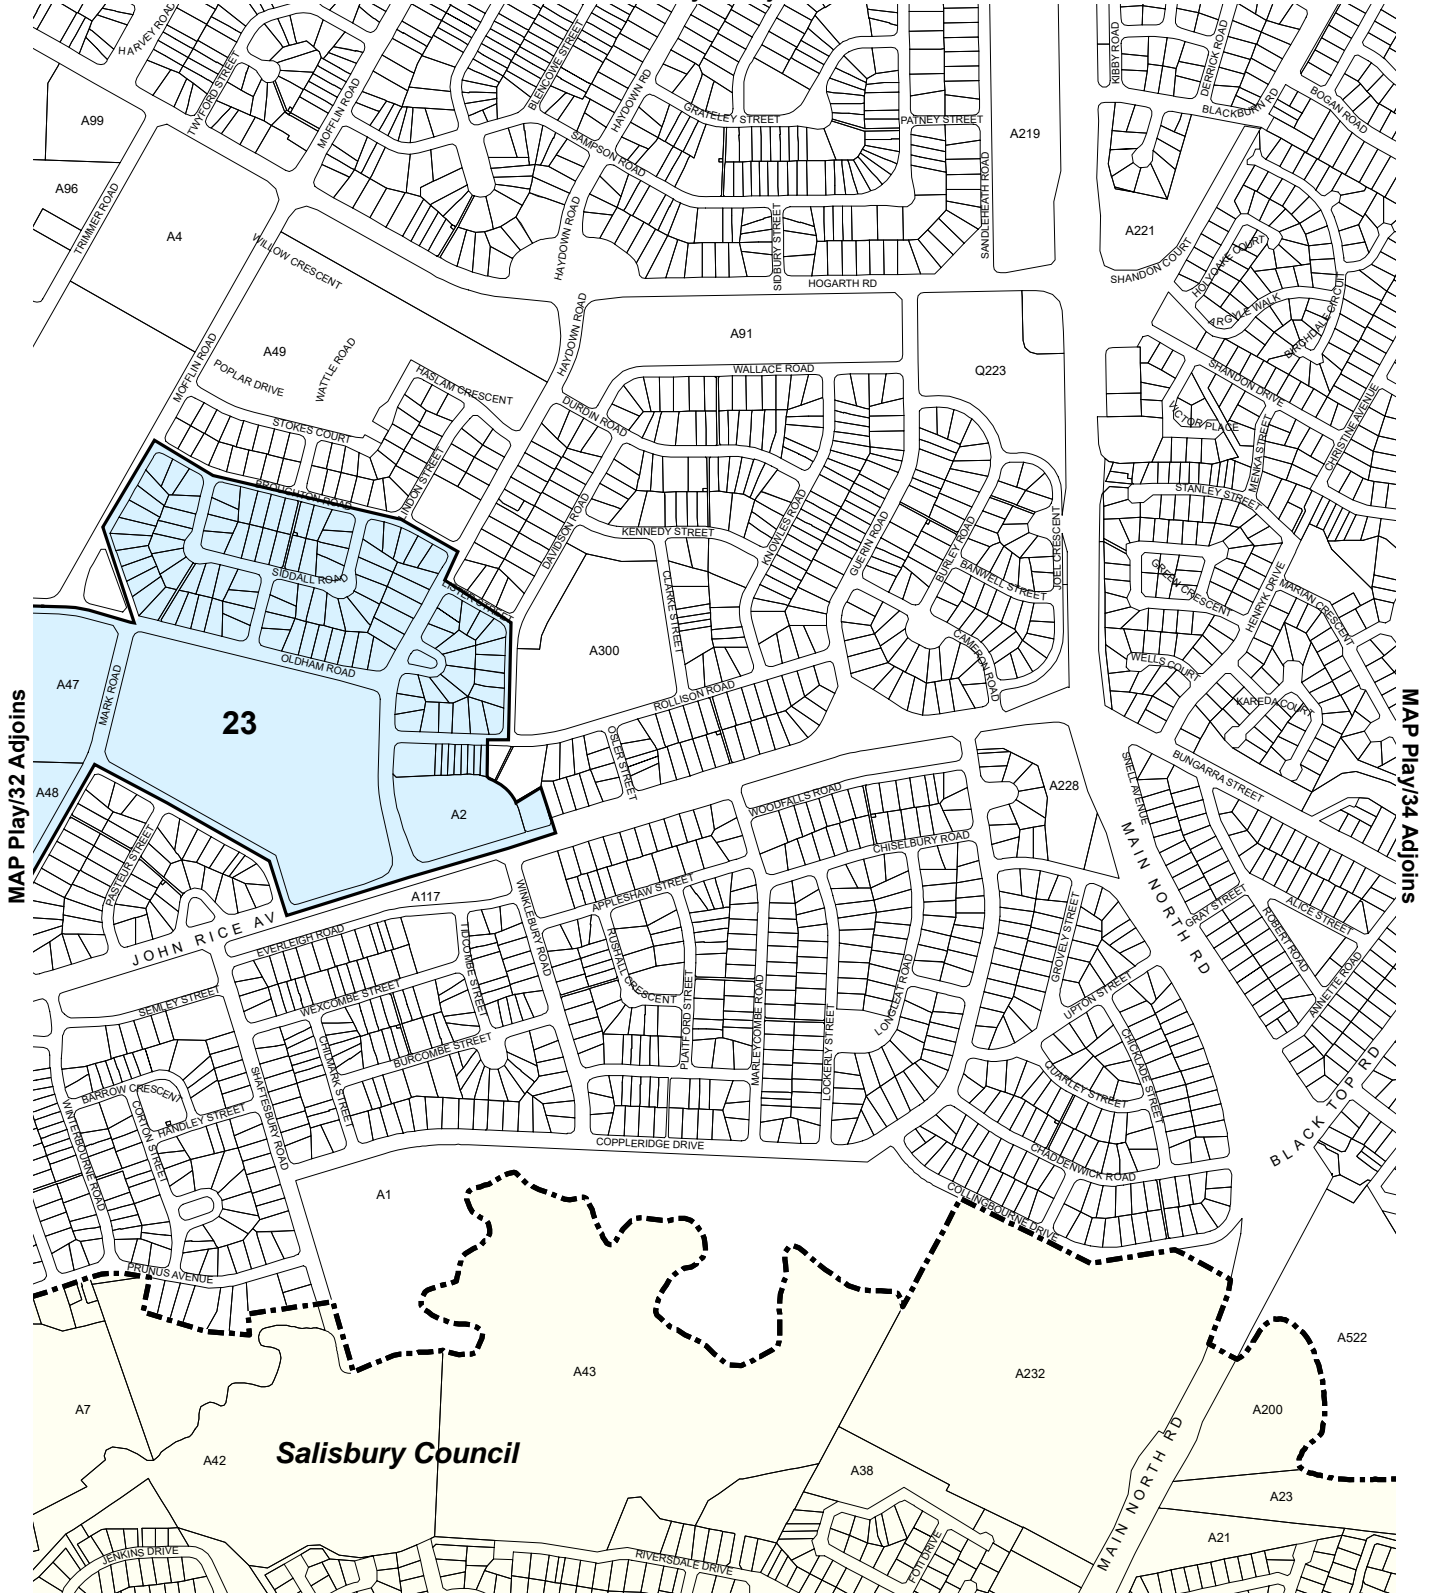 HARVEY ROAD
TWYFORD STREET
MOFFLIN ROAD
BLENCOWE STREET
HAYDOWN RD
GRATELEY STREET
PATNEY STREET
SAMPSON ROAD
KIBBY ROAD
DERRICK ROAD
BLACKBURN RD
BOGAN ROAD
A99
A219
A96
TRIMMER ROAD
A4
WILLOW CRESCENT
HAYDOWN ROAD
SIDBURY STREET
SANDLEHEATH ROAD
HOGARTH RD
A221
SHANDON COURT
HOLYOAKE COURT
ARGYLE WALK
BIRGHDALE CIRCUIT
MOFFLIN ROAD
A49
POPLAR DRIVE
WATTLE ROAD
HASLAM CRESCENT
HAYDOWN ROAD
A91
WALLACE ROAD
Q223
SHANDON DRIVE
VICTOR PLACE
MENKA STREET
CHRISTINE AVENUE
STOKES COURT
DURDIN ROAD
BROUGHTON ROAD
LINDON STREET
DAVIDSON ROAD
KENNEDY STREET
KNOWLES ROAD
GUERIN ROAD
BURLEY ROAD
BANWELL STREET
JOEL CRESCENT
STANLEY STREET
GREEN CRESCENT
HENRYK DRIVE
MARIAN CRESCENT
SIDDALL ROAD
LISTER STREET
CLARKE STREET
CAMERON ROAD
A300
OLDHAM ROAD
WELLS COURT
KAREDA COURT
MAP Play/32 Adjoins
A47
MARK ROAD
23
ROLLISON ROAD
OSLER STREET
MAP Play/34 Adjoins
BUNGARRA STREET
SNELL AVENUE
A48
A2
WOODFALLS ROAD
A228
CHISELBURY ROAD
MAIN NORTH RD
PASTEUR STREET
A117
WINKLEBURY ROAD
APPLESHAW STREET
GRAY STREET
ALICE STREET
ROBERT ROAD
ANNETTE ROAD
JOHN RICE AV
EVERLEIGH ROAD
TIDCOMBE STREET
RUSHALL CRESCENT
PLAITFORD STREET
MARLEYCOMBE ROAD
LOCKERLY STREET
LONGLEAT ROAD
GROVELY STREET
UPTON STREET
SEMLEY STREET
WEXCOMBE STREET
CHIDMARK STREET
BURCOMBE STREET
CHICKLADE STREET
QUARLEY STREET
BLACK TOP RD
BARROW CRESCENT
CORTON STREET
HANDLEY STREET
SHAFTESBURY ROAD
WINTERBOURNE ROAD
COPPLERIDGE DRIVE
CHADDENWICK ROAD
COLLINGBOURNE DRIVE
A1
PRUNUS AVENUE
A522
A43
A232
A200
A7
A42
Salisbury Council
A38
MAIN NORTH RD
A23
A21
JENKINS DRIVE
RIVERSDALE DRIVE